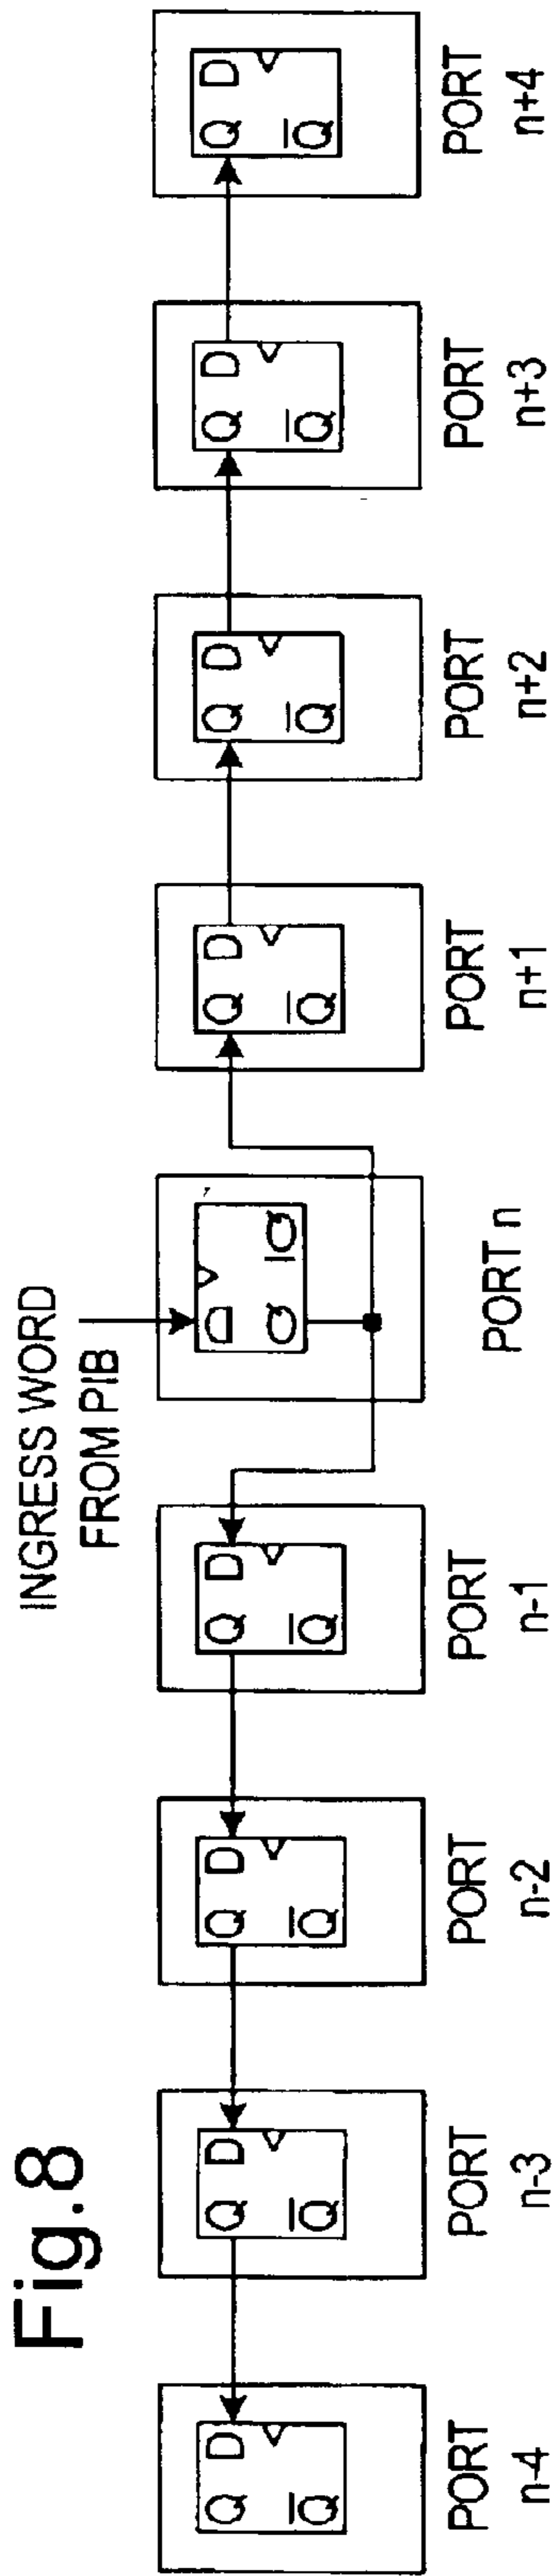 Fig.8
INGRESS WORD
FROM PIB
Q D
Q̅
PORT
n-4
Q D
Q̅
PORT
n-3
Q D
Q̅
PORT
n-2
Q D
Q̅
PORT
n-1
D
Q Q̅
PORT n
Q D
Q̅
PORT
n+1
Q D
Q̅
PORT
n+2
Q D
Q̅
PORT
n+3
Q D
Q̅
PORT
n+4